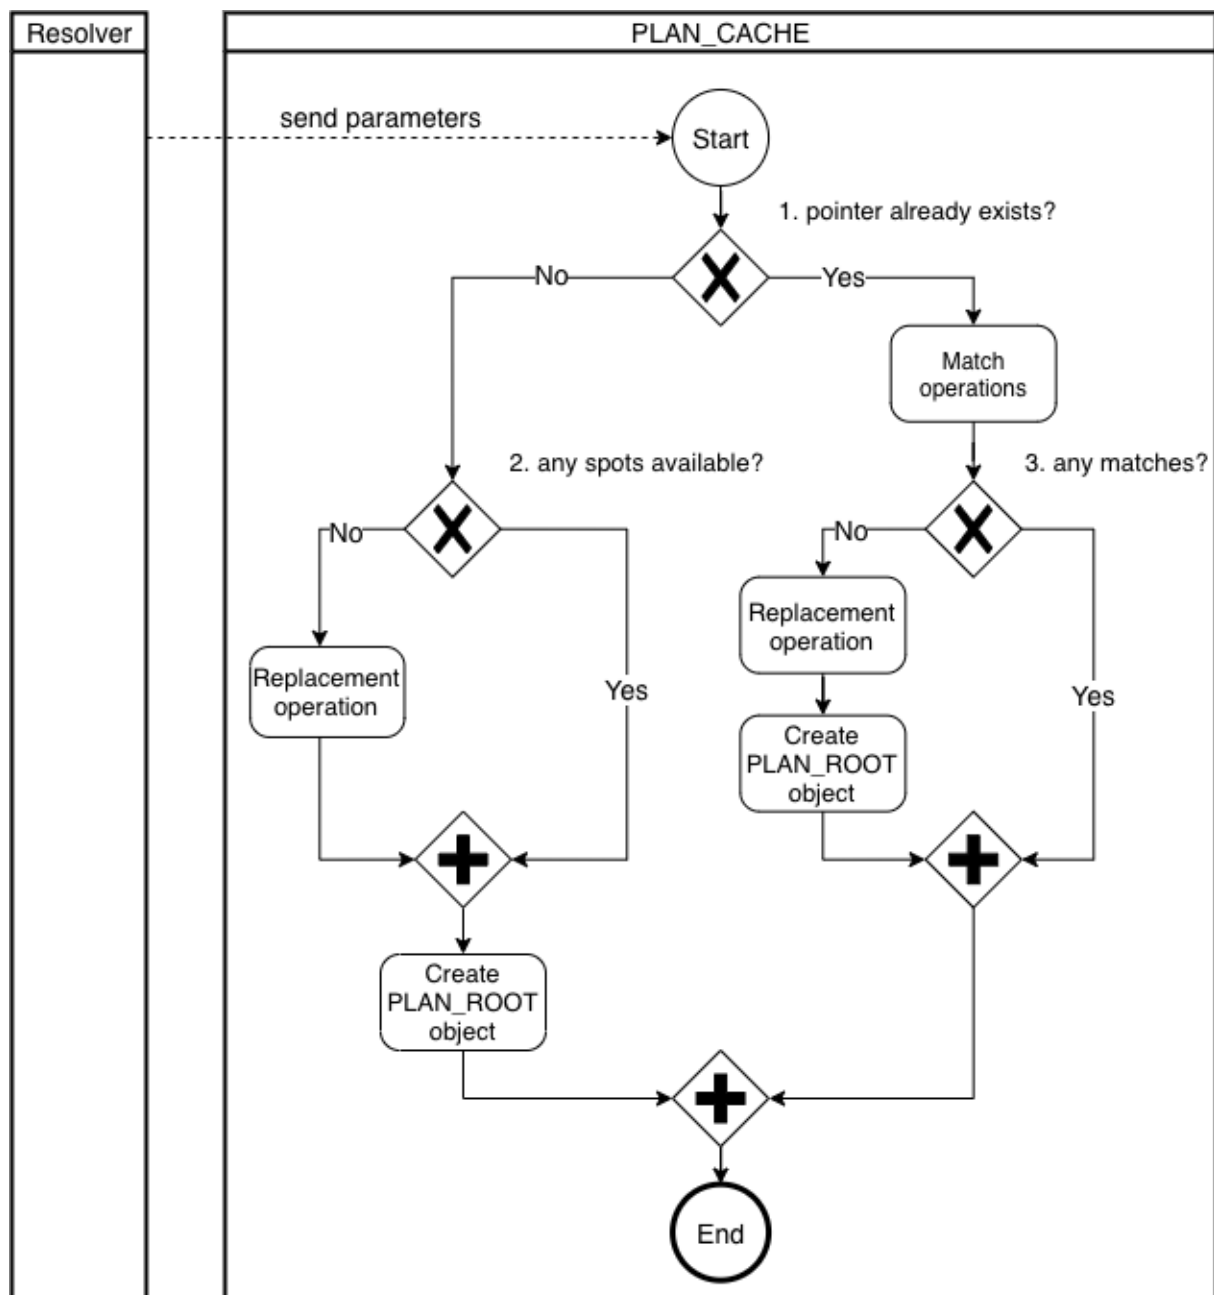 Resolver
PLAN_CACHE
send parameters
Start
1. pointer already exists?
No
Yes
Match
operations
2. any spots available?
3. any matches?
No
No
Replacement
operation
Replacement
operation
Yes
Yes
Create
PLAN_ROOT
object
Create
PLAN_ROOT
object
End